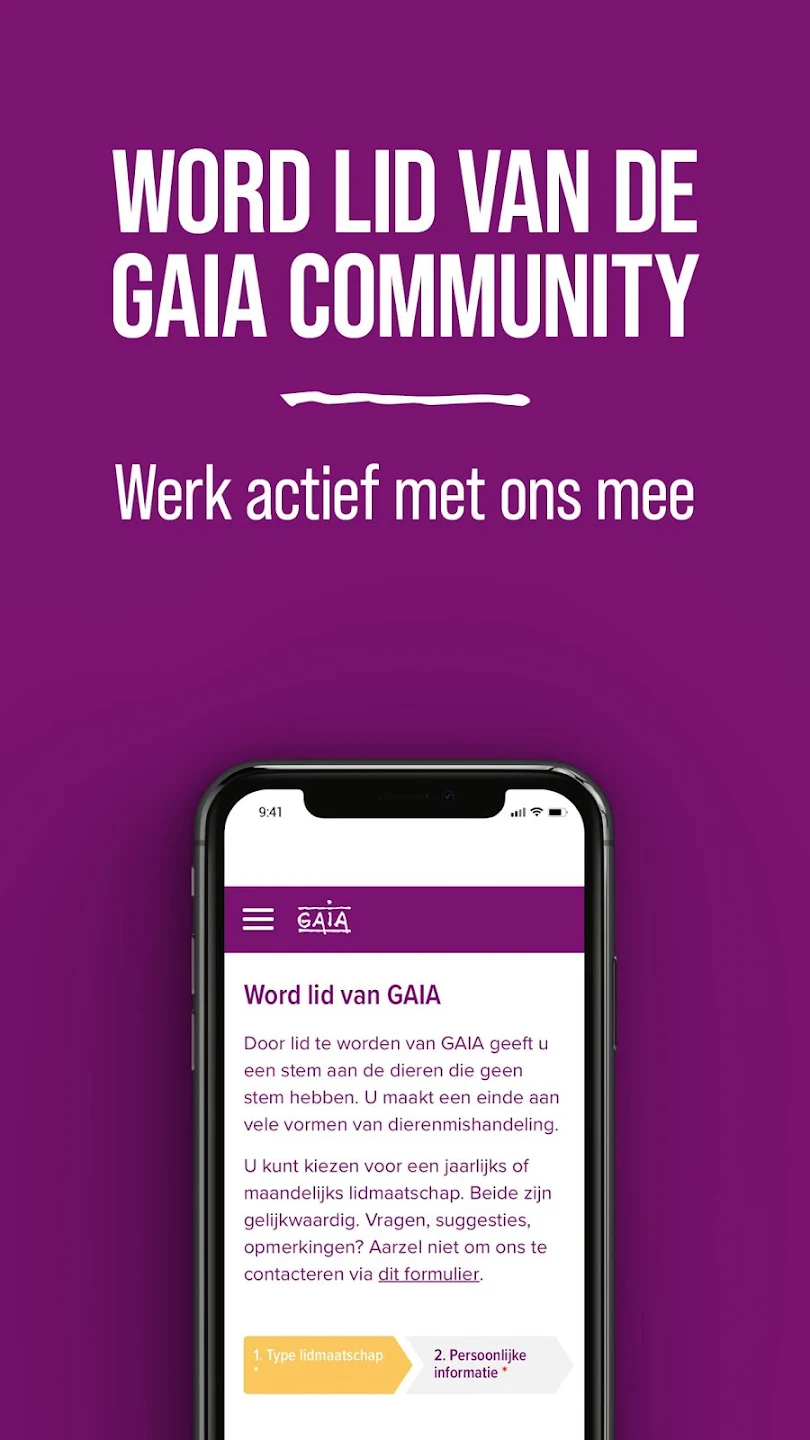 WORD LID VAN DE
GAIA COMMUNITY
Werk actief met ons mee
9:41
GAIA
Word lid van GAIA
Door lid te worden van GAIA geeft u
een stem aan de dieren die geen
stem hebben. U maakt een einde aan
vele vormen van dierenmishandeling.
U kunt kiezen voor een jaarlijks of
maandelijks lidmaatschap. Beide zijn
gelijkwaardig. Vragen, suggesties,
opmerkingen? Aarzel niet om ons te
contacteren via dit formulier.
1. Type lidmaatschap
*
2. Persoonlijke
informatie *